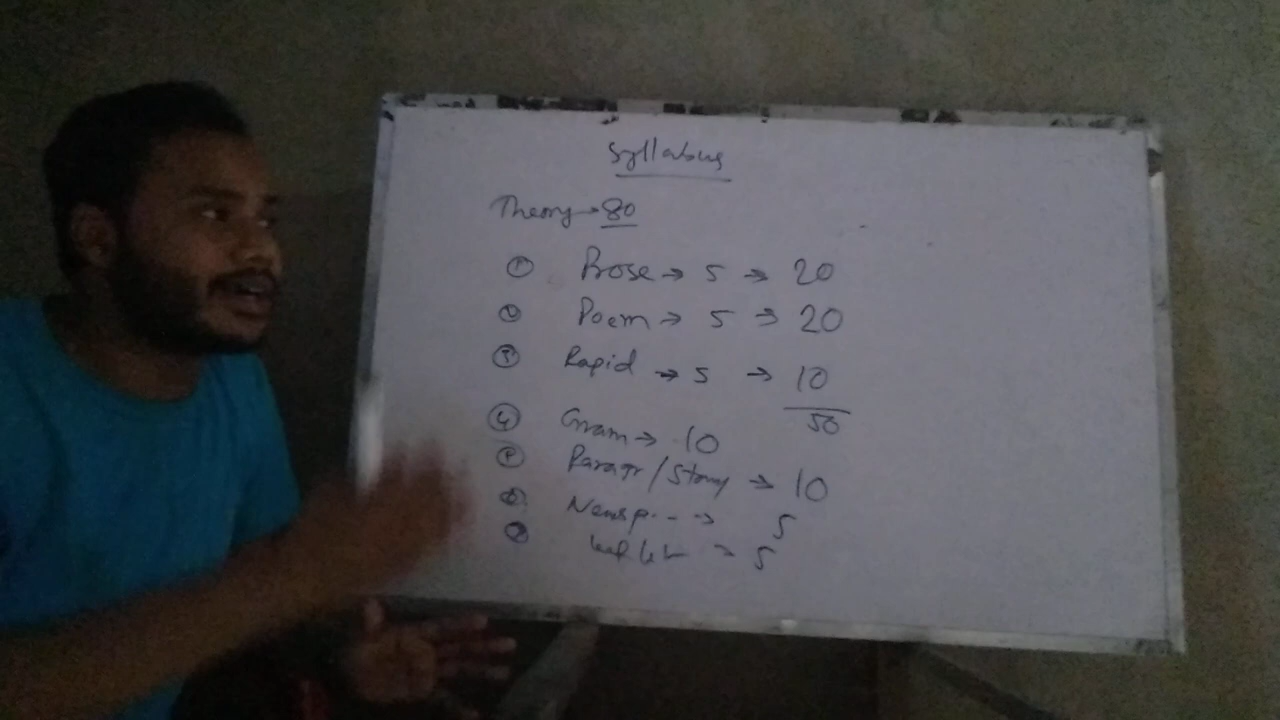 Syllabus
Theory → 80
① Prose → 5 → 20
② Poem → 5 → 20
③ Rapid → 5 → 10
50
④ Gram → 10
⑤ Paragr/Story → 10
⑥ Newsp.-- → 5
⑦ → 5